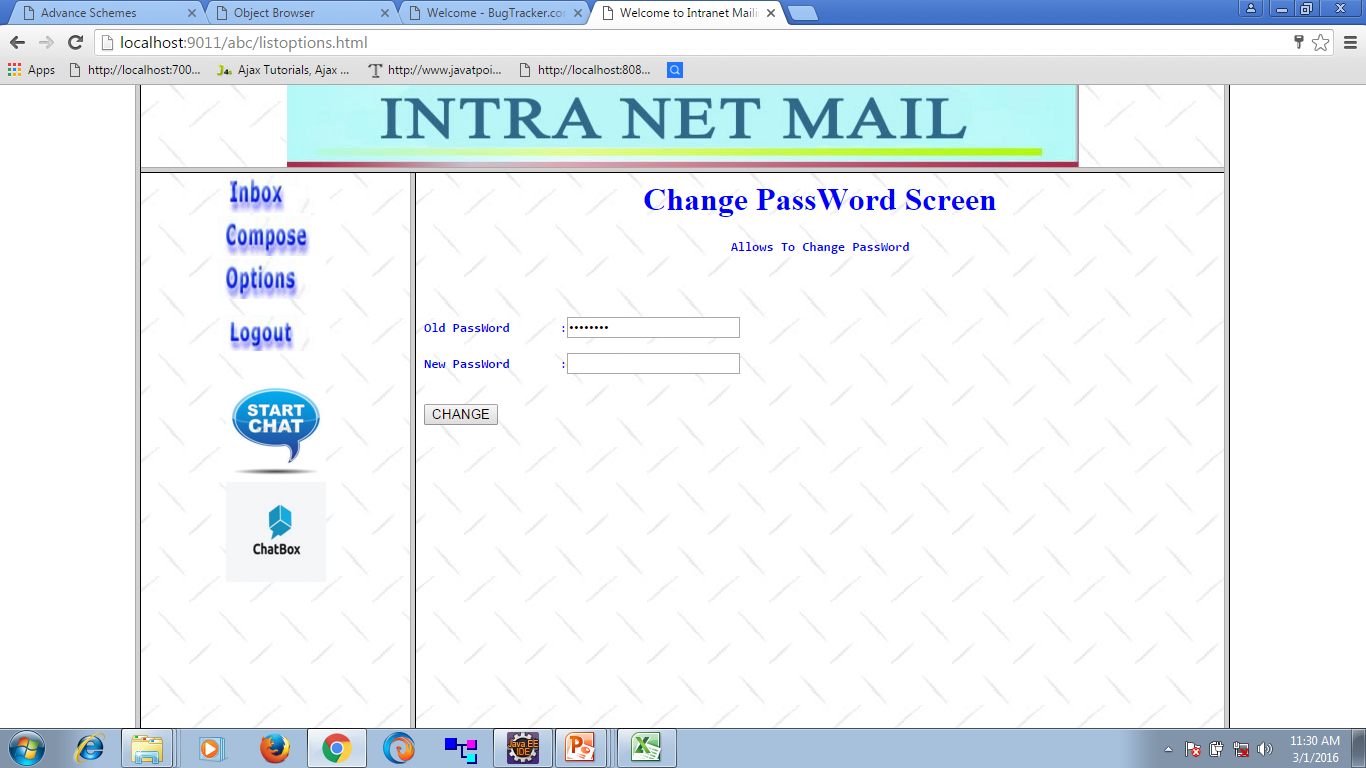 Advance Schemes
Object Browser
Welcome - BugTracker.co
Welcome to Intranet Maili
localhost:9011/abc/listoptions.html
Apps
http://localhost:700...
Ajax Tutorials, Ajax ...
http://www.javatpoi...
http://localhost:808...
INTRA NET MAIL
Inbox
Compose
Options
Logout
START
CHAT
ChatBox
Change PassWord Screen
Allows To Change PassWord
Old PassWord :••••••••
New PassWord :
CHANGE
Java EE
IDE
11:30 AM
3/1/2016